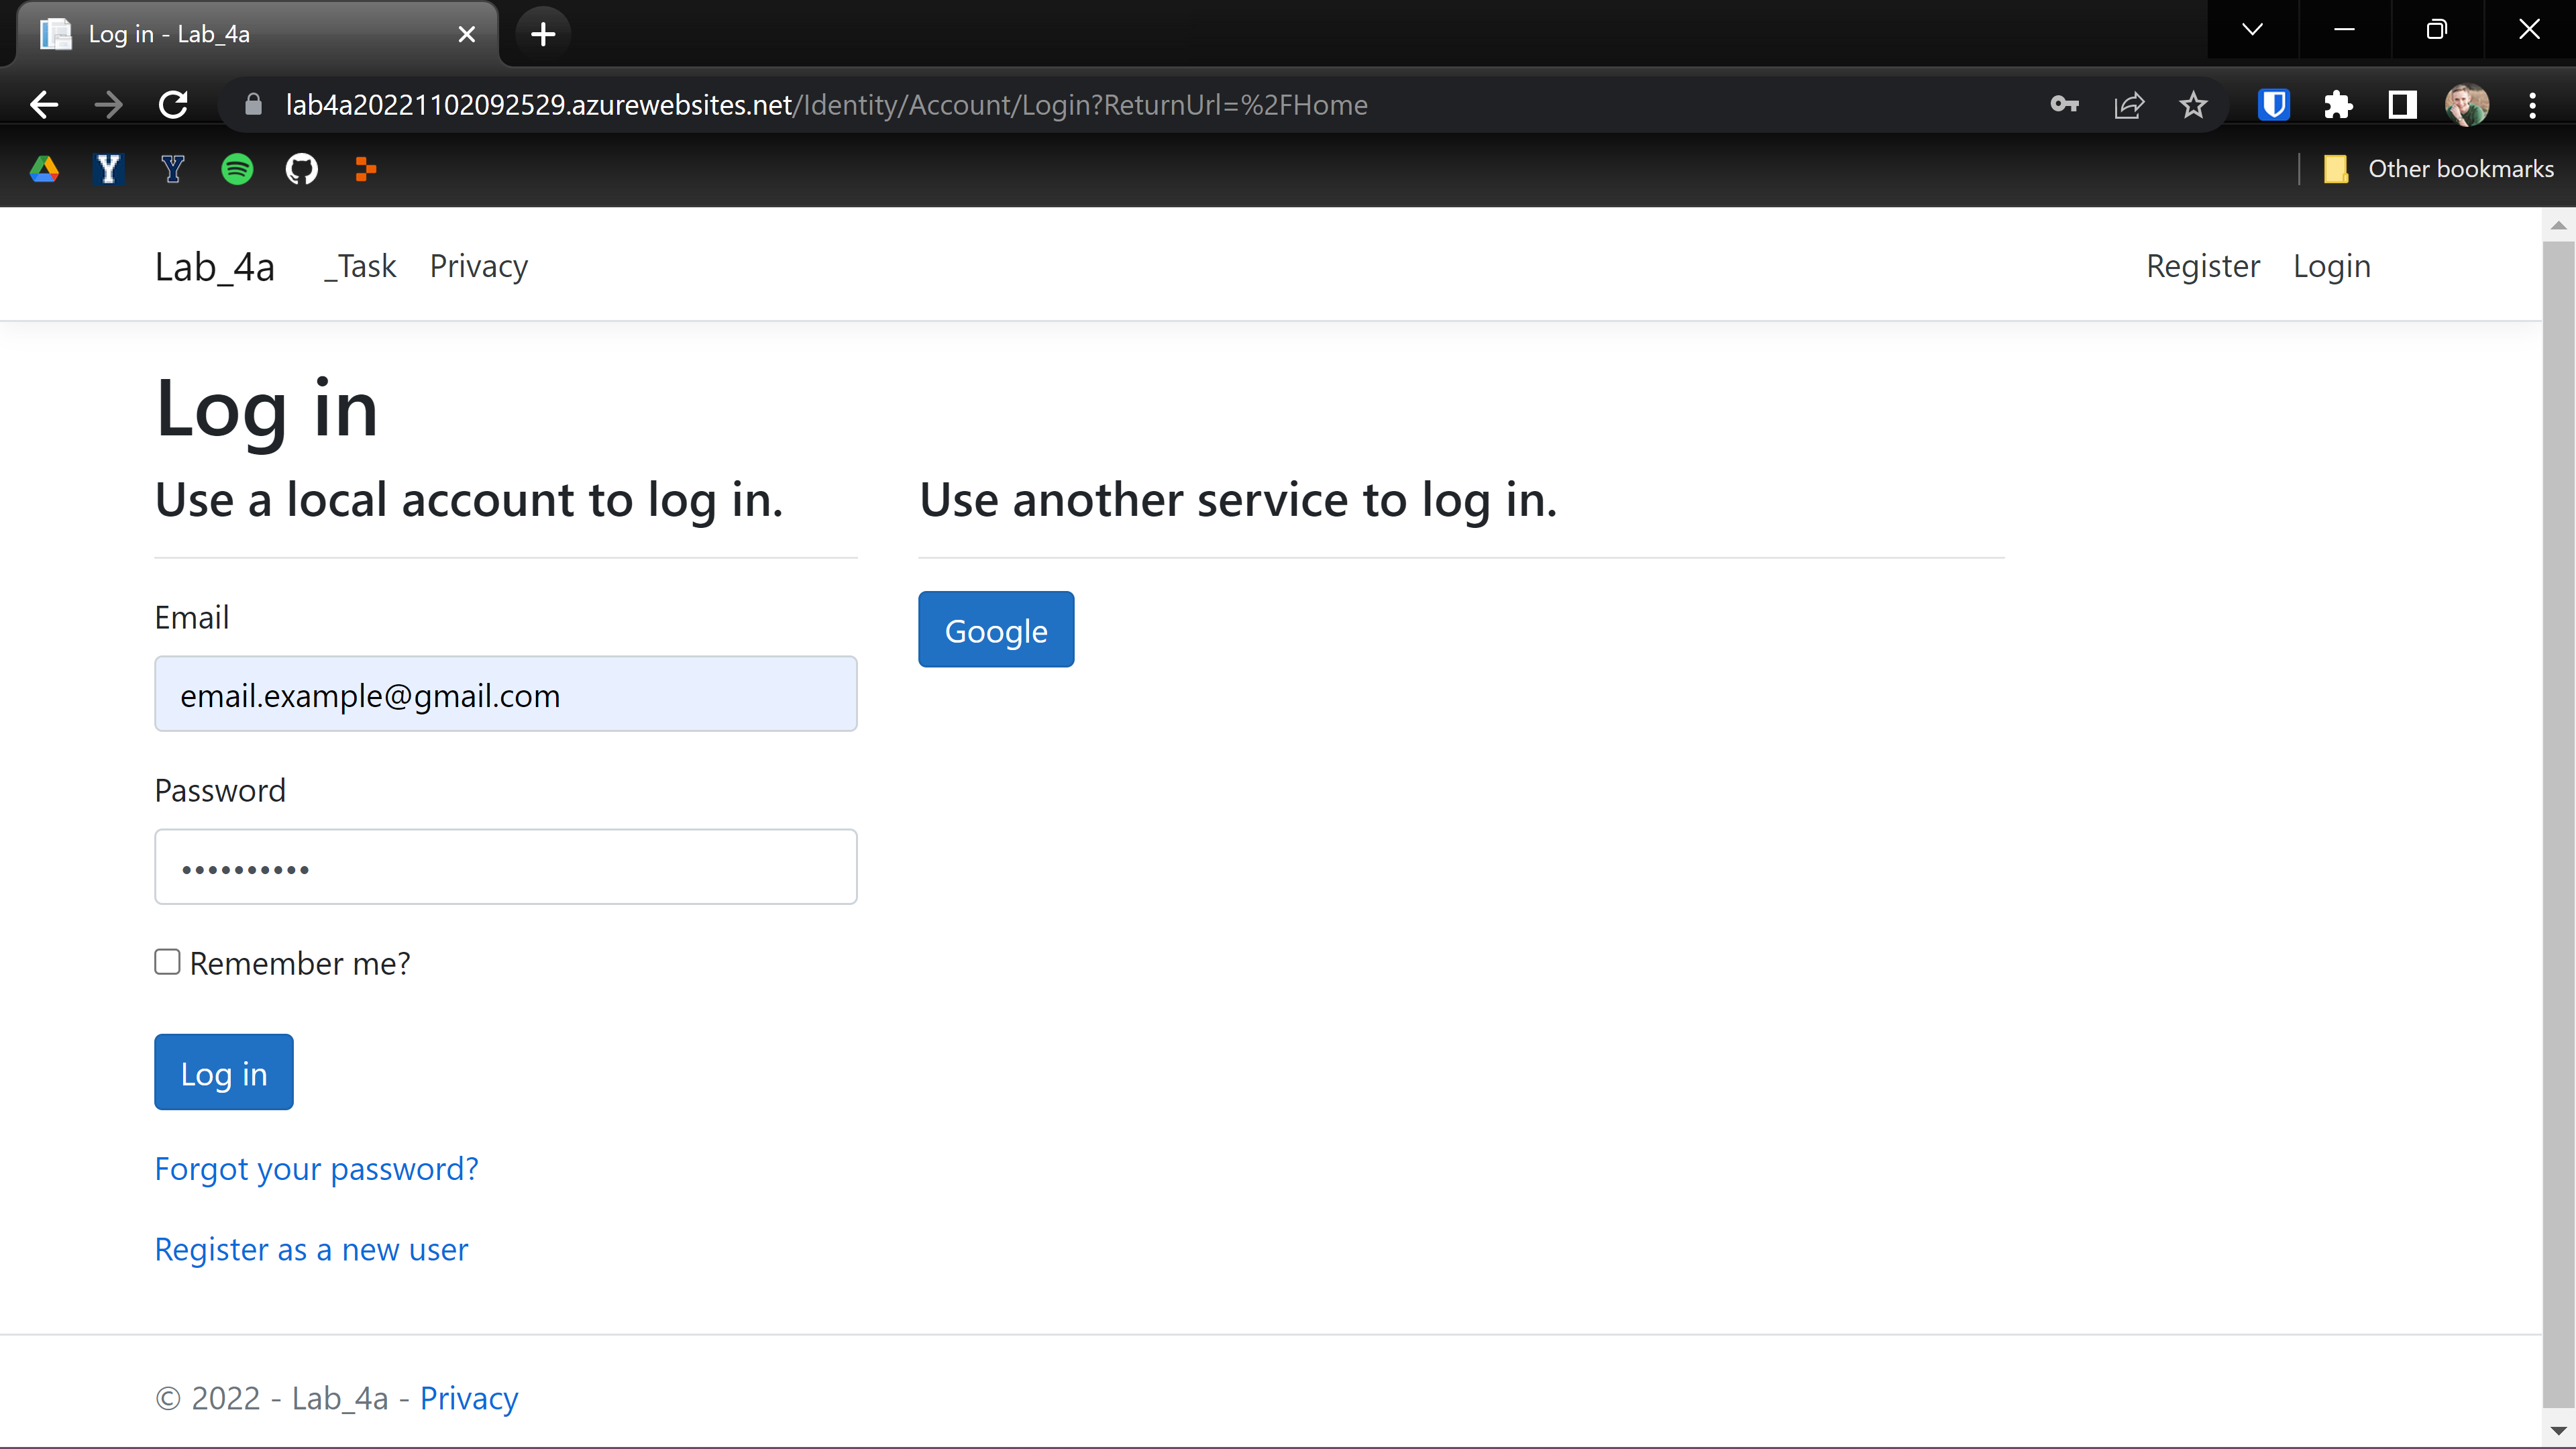 Log in - Lab_4a
lab4a20221102092529.azurewebsites.net/Identity/Account/Login?ReturnUrl=%2FHome
Y Y Other bookmarks
Lab_4a _Task Privacy Register Login
Log in
Use a local account to log in.
Use another service to log in.
Google
Email
email.example@gmail.com
Password
••••••••••
Remember me?
Log in
Forgot your password?
Register as a new user
© 2022 - Lab_4a - Privacy